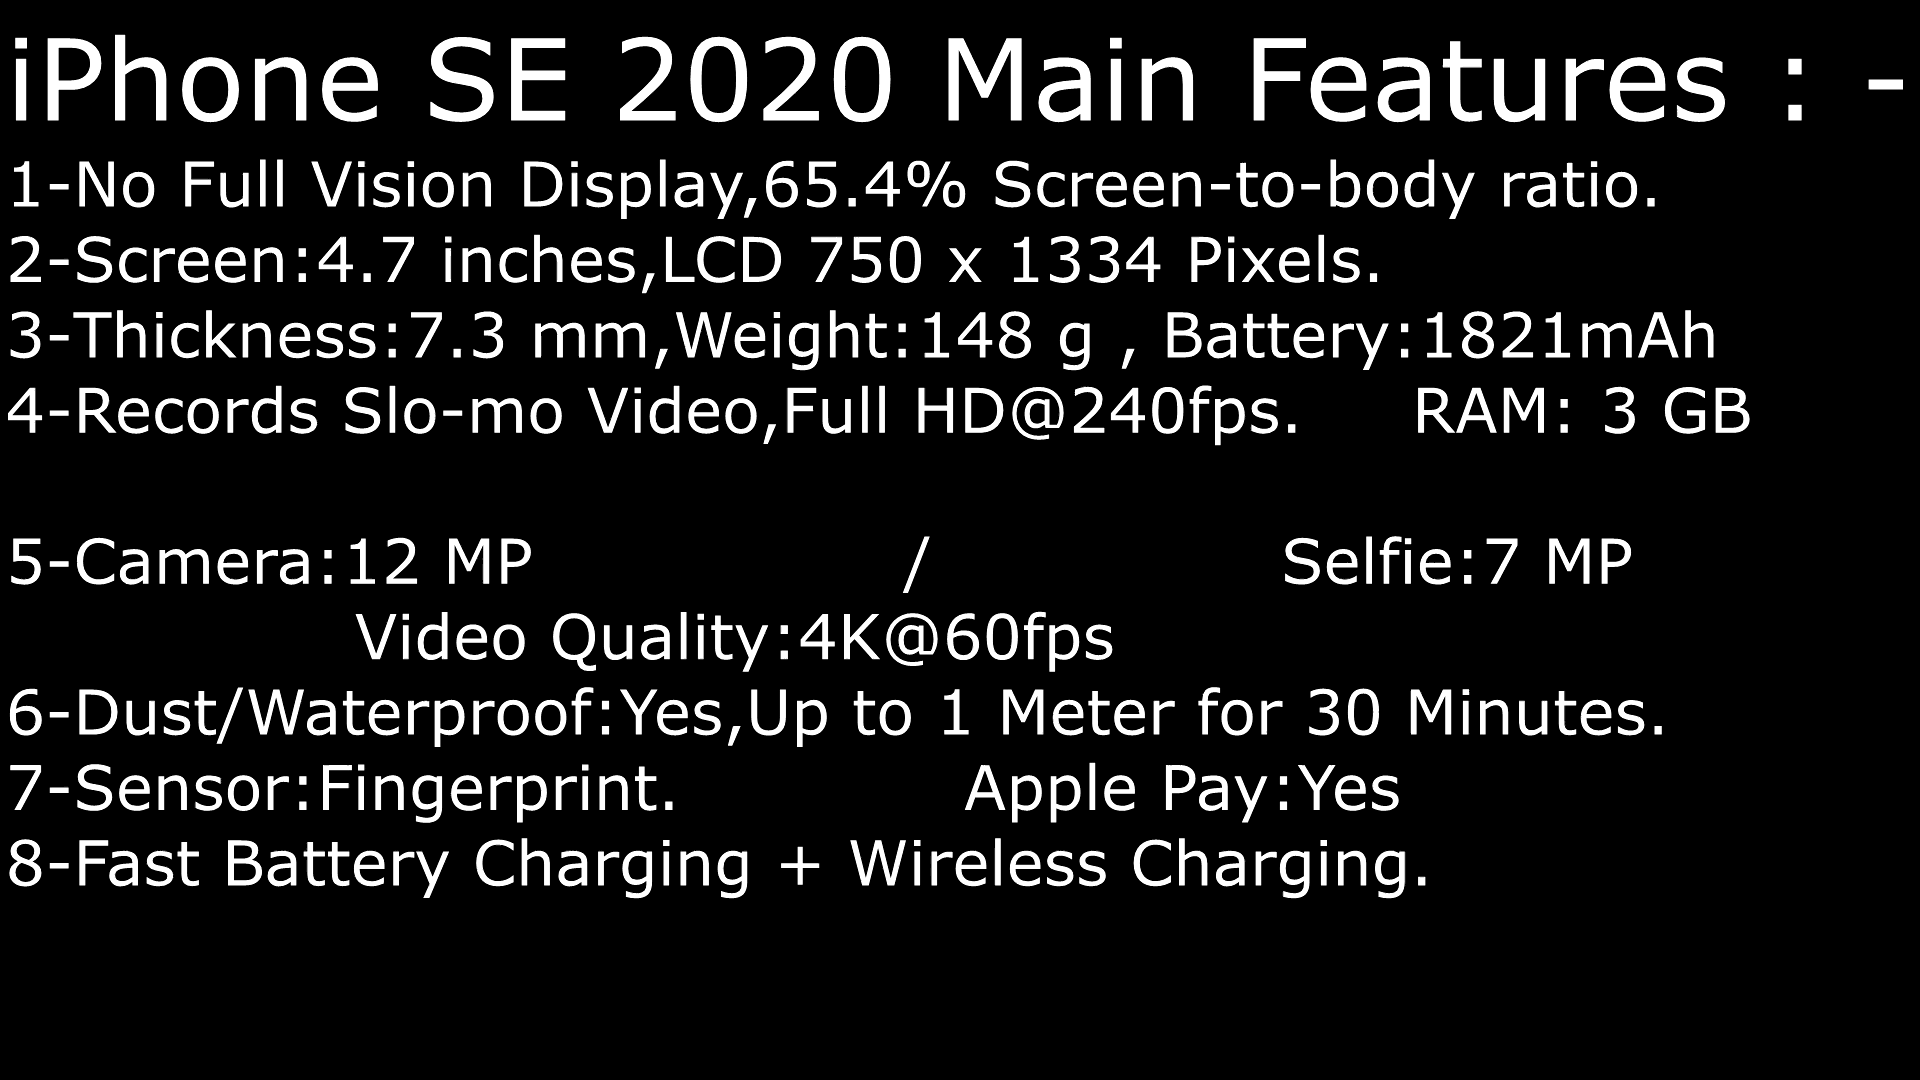 iPhone SE 2020 Main Features : -
1-No Full Vision Display,65.4% Screen-to-body ratio.
2-Screen:4.7 inches,LCD 750 x 1334 Pixels.
3-Thickness:7.3 mm,Weight:148 g , Battery:1821mAh
4-Records Slo-mo Video,Full HD@240fps. RAM: 3 GB
5-Camera:12 MP / Selfie:7 MP
Video Quality:4K@60fps
6-Dust/Waterproof:Yes,Up to 1 Meter for 30 Minutes.
7-Sensor:Fingerprint. Apple Pay:Yes
8-Fast Battery Charging + Wireless Charging.